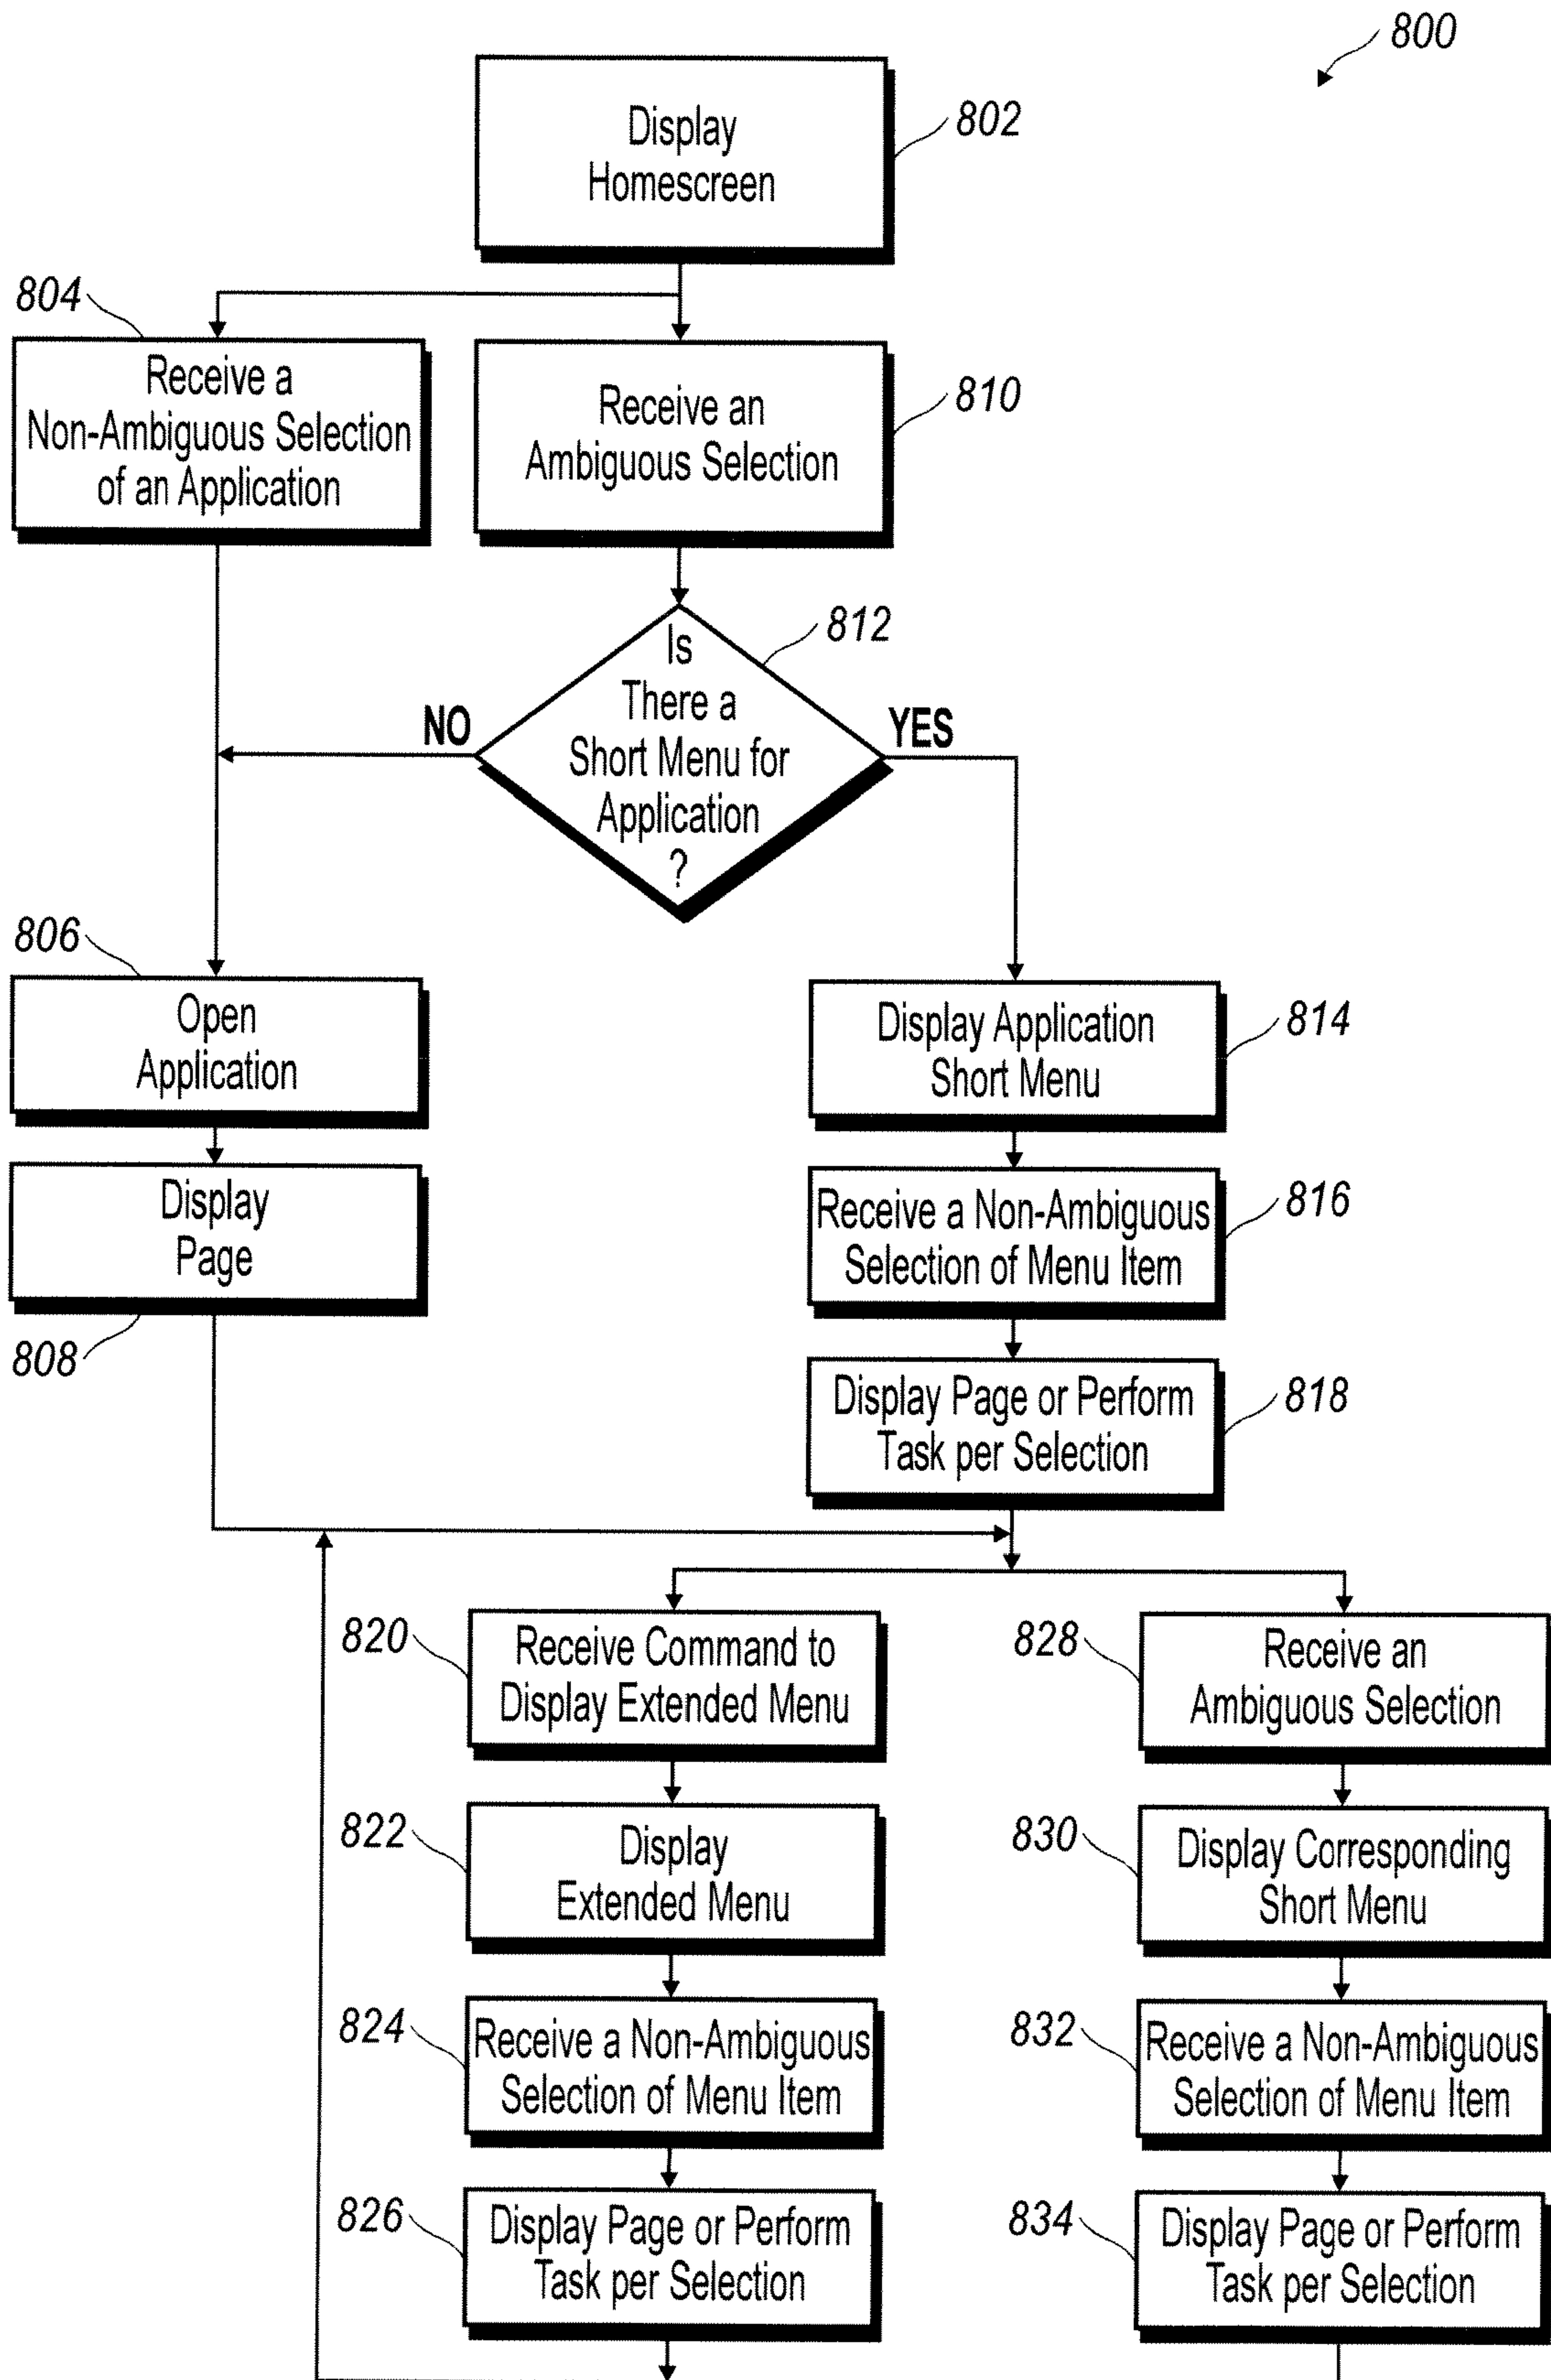 800
Display
Homescreen
802
804
Receive a
Non-Ambiguous Selection
of an Application
Receive an
Ambiguous Selection
810
Is
There a
Short Menu for
Application
?
812
NO
YES
806
Open
Application
Display
Page
808
Display Application
Short Menu
814
Receive a Non-Ambiguous
Selection of Menu Item
816
Display Page or Perform
Task per Selection
818
820
Receive Command to
Display Extended Menu
822
Display
Extended Menu
824
Receive a Non-Ambiguous
Selection of Menu Item
826
Display Page or Perform
Task per Selection
828
Receive an
Ambiguous Selection
830
Display Corresponding
Short Menu
832
Receive a Non-Ambiguous
Selection of Menu Item
834
Display Page or Perform
Task per Selection